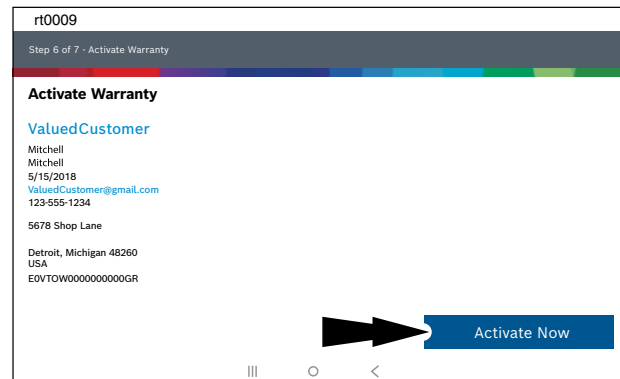 rt0009
Step 6 of 7 - Activate Warranty
Activate Warranty
ValuedCustomer
Mitchell
Mitchell
5/15/2018
ValuedCustomer@gmail.com
123-555-1234
5678 Shop Lane
Detroit, Michigan 48260
USA
E0VTOW0000000000GR
Activate Now